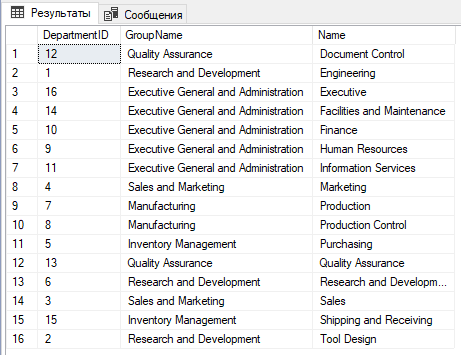 Результаты Сообщения
DepartmentID GroupName Name
1 12 Quality Assurance Document Control
2 1 Research and Development Engineering
3 16 Executive General and Administration Executive
4 14 Executive General and Administration Facilities and Maintenance
5 10 Executive General and Administration Finance
6 9 Executive General and Administration Human Resources
7 11 Executive General and Administration Information Services
8 4 Sales and Marketing Marketing
9 7 Manufacturing Production
10 8 Manufacturing Production Control
11 5 Inventory Management Purchasing
12 13 Quality Assurance Quality Assurance
13 6 Research and Development Research and Developm...
14 3 Sales and Marketing Sales
15 15 Inventory Management Shipping and Receiving
16 2 Research and Development Tool Design